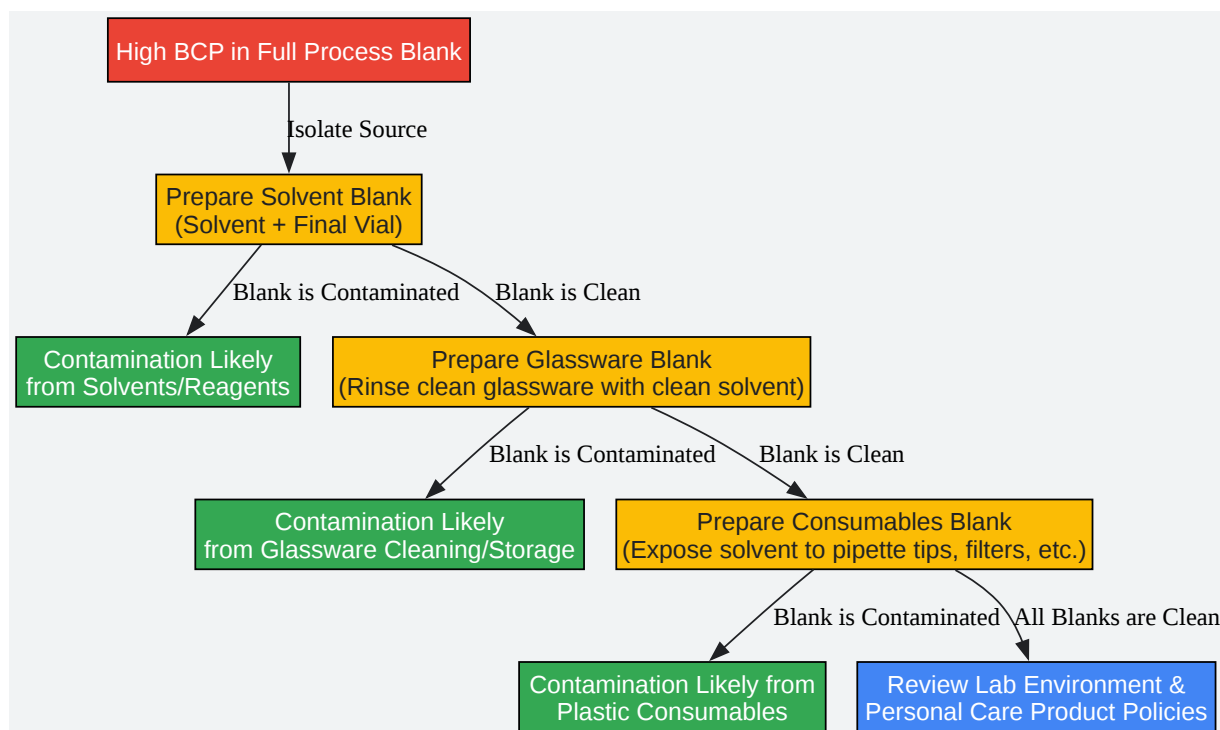 High BCP in Full Process Blank
Isolate Source
Prepare Solvent Blank
(Solvent + Final Vial)
Blank is Contaminated
Blank is Clean
Contamination Likely
from Solvents/Reagents
Prepare Glassware Blank
(Rinse clean glassware with clean solvent)
Blank is Contaminated
Blank is Clean
Contamination Likely
from Glassware Cleaning/Storage
Prepare Consumables Blank
(Expose solvent to pipette tips, filters, etc.)
Blank is Contaminated
All Blanks are Clean
Contamination Likely from
Plastic Consumables
Review Lab Environment &
Personal Care Product Policies